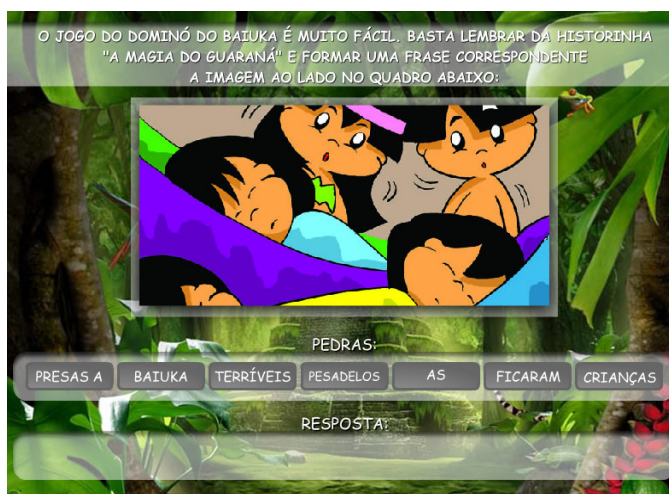 O JOGO DO DOMINÓ DO BAIUKA É MUITO FÁCIL. BASTA LEMBRAR DA HISTORINHA
"A MAGIA DO GUARANÁ" E FORMAR UMA FRASE CORRESPONDENTE
A IMAGEM AO LADO NO QUADRO ABAIXO:
PEDRAS:
PRESAS A BAIUKA TERRÍVEIS PESADELOS AS FICARAM CRIANÇAS
RESPOSTA: